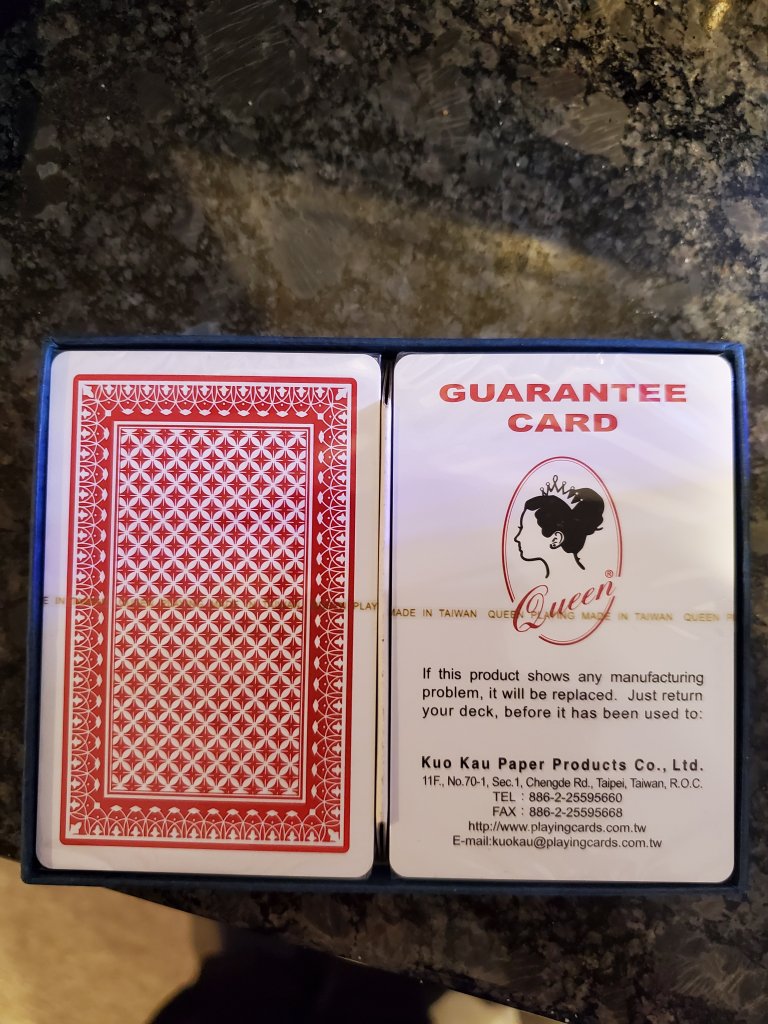 GUARANTEE
CARD
Queen®
PLAY MADE IN TAIWAN QUEEN PLAYING MADE IN TAIWAN QUEEN
If this product shows any manufacturing
problem, it will be replaced. Just return
your deck, before it has been used to:
Kuo Kau Paper Products Co., Ltd.
11F., No.70-1, Sec.1, Chengde Rd., Taipei, Taiwan, R.O.C.
TEL : 886-2-25595660
FAX : 886-2-25595668
http://www.playingcards.com.tw
E-mail:kuokau@playingcards.com.tw